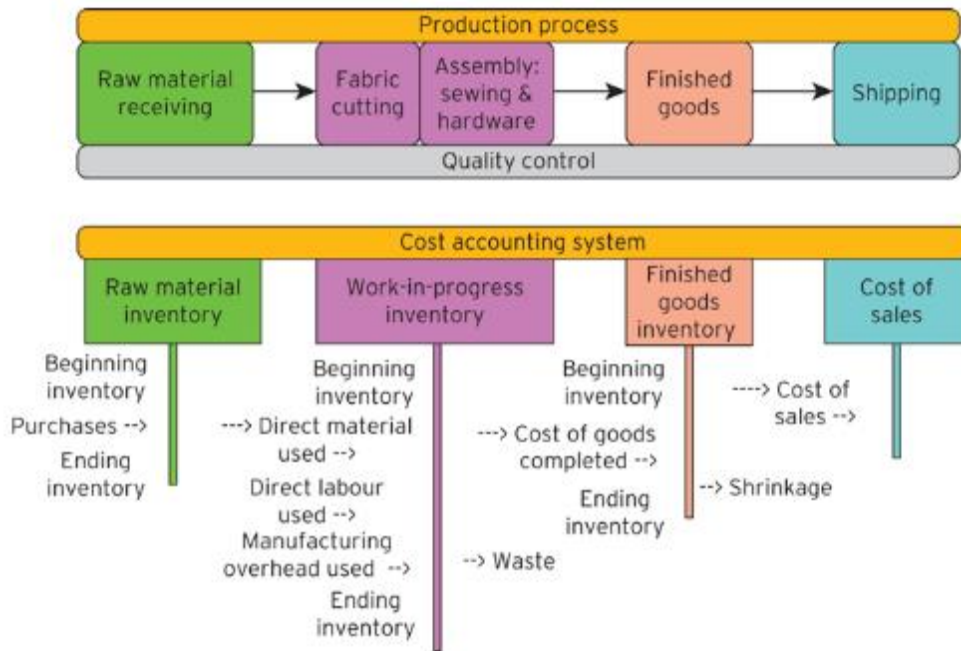 Production process
Raw material
receiving
Fabric
cutting
Assembly:
sewing &
hardware
Finished
goods
Shipping
Quality control
Cost accounting system
Raw material
inventory
Work-in-progress
inventory
Finished
goods
inventory
Cost of
sales
Beginning
inventory
Purchases -->
Ending
inventory
Beginning
inventory
---> Direct material
used -->
Direct labour
used -->
Manufacturing
overhead used -->
Ending
inventory
--> Waste
Beginning
inventory
---> Cost of goods
completed -->
Ending
inventory
--> Shrinkage
----> Cost of
sales -->